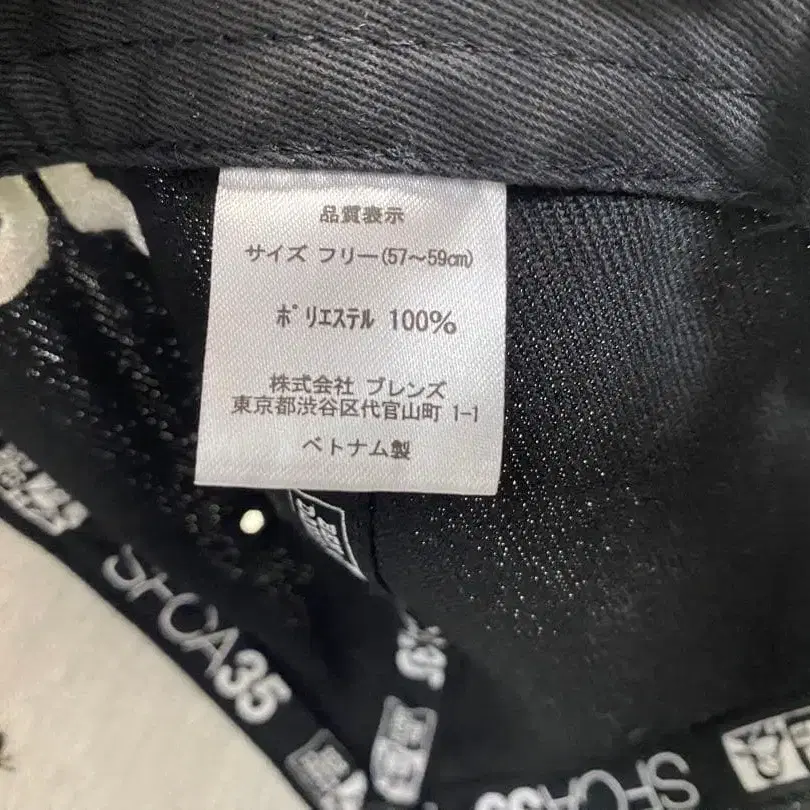 品質表示
サイズ フリー(57〜59cm)
ポリエステル 100%
株式会社 ブレンズ
東京都渋谷区代官山町 1-1
ベトナム製
SFCA35
SFCA35